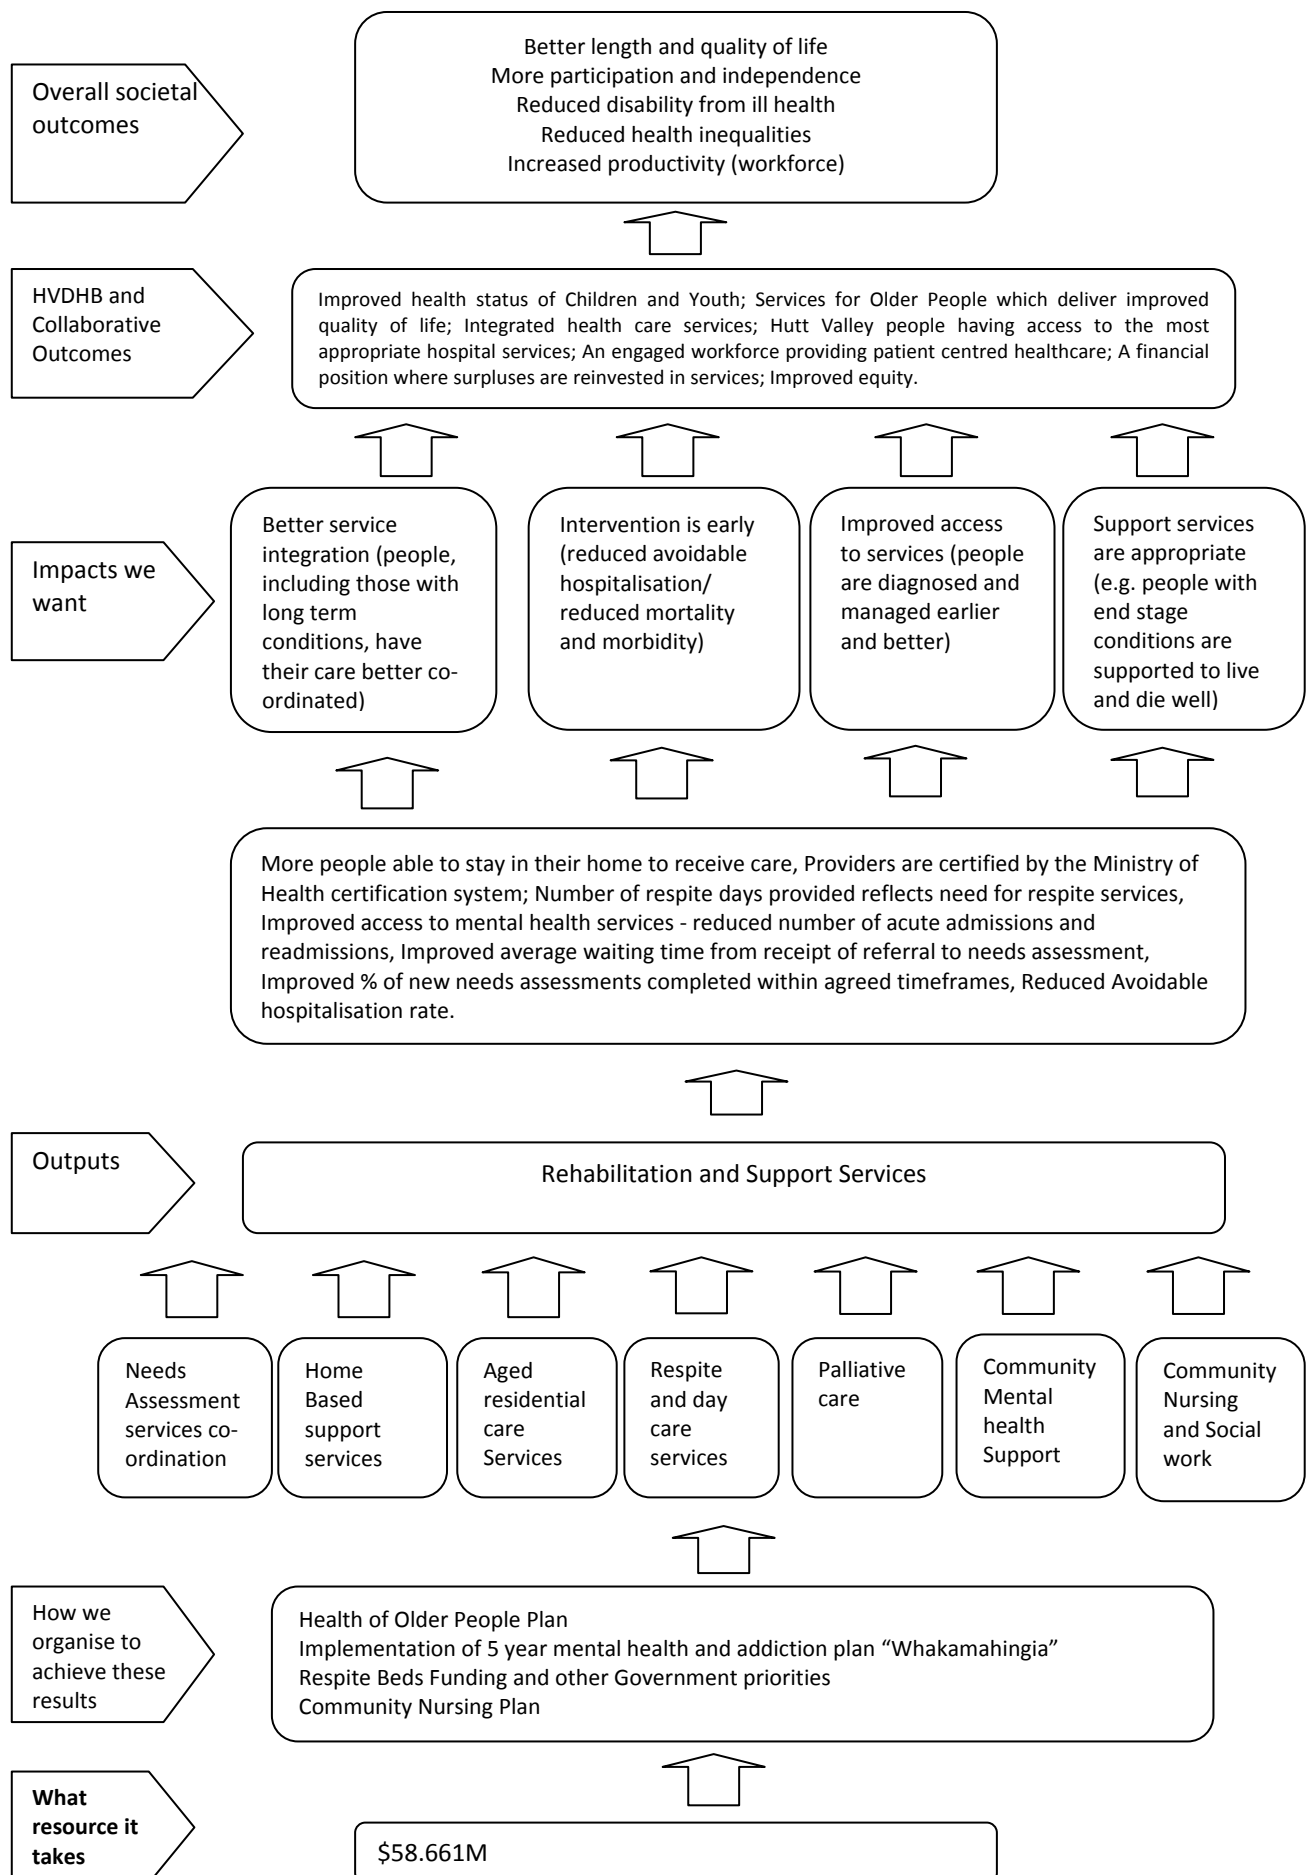 Overall societal
outcomes
Better length and quality of life
More participation and independence
Reduced disability from ill health
Reduced health inequalities
Increased productivity (workforce)
HVDHB and
Collaborative
Outcomes
Improved health status of Children and Youth; Services for Older People which deliver improved
quality of life; Integrated health care services; Hutt Valley people having access to the most
appropriate hospital services; An engaged workforce providing patient centred healthcare; A financial
position where surpluses are reinvested in services; Improved equity.
Impacts we
want
Better service
integration (people,
including those with
long term
conditions, have
their care better co-
ordinated)
Intervention is early
(reduced avoidable
hospitalisation/
reduced mortality
and morbidity)
Improved access
to services (people
are diagnosed and
managed earlier
and better)
Support services
are appropriate
(e.g. people with
end stage
conditions are
supported to live
and die well)
More people able to stay in their home to receive care, Providers are certified by the Ministry of
Health certification system; Number of respite days provided reflects need for respite services,
Improved access to mental health services - reduced number of acute admissions and
readmissions, Improved average waiting time from receipt of referral to needs assessment,
Improved % of new needs assessments completed within agreed timeframes, Reduced Avoidable
hospitalisation rate.
Outputs
Rehabilitation and Support Services
Needs
Assessment
services co-
ordination
Home
Based
support
services
Aged
residential
care
Services
Respite
and day
care
services
Palliative
care
Community
Mental
health
Support
Community
Nursing
and Social
work
How we
organise to
achieve these
results
Health of Older People Plan
Implementation of 5 year mental health and addiction plan “Whakamahingia”
Respite Beds Funding and other Government priorities
Community Nursing Plan
What
resource it
takes
$58.661M